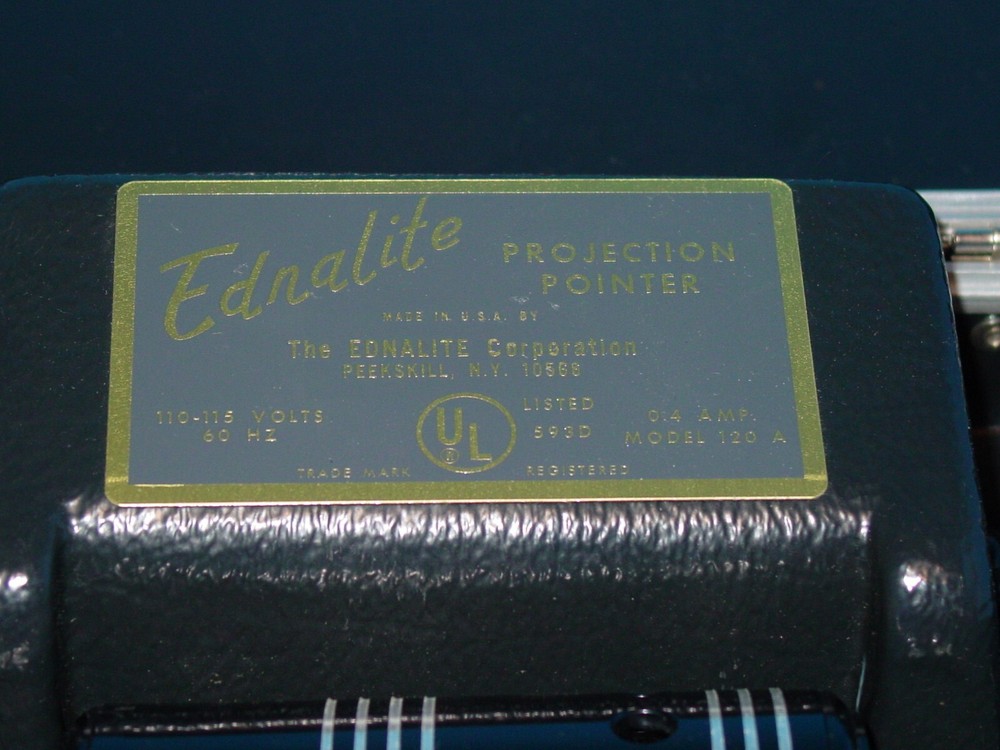 Ednalite
PROJECTION
POINTER
MADE IN U.S.A. BY
The EDNALITE Corporation
PEEKSKILL, N.Y. 10566
110-115 VOLTS
60 HZ
UL
®
LISTED
593D
0.4 AMP.
MODEL 120 A
TRADE MARK REGISTERED